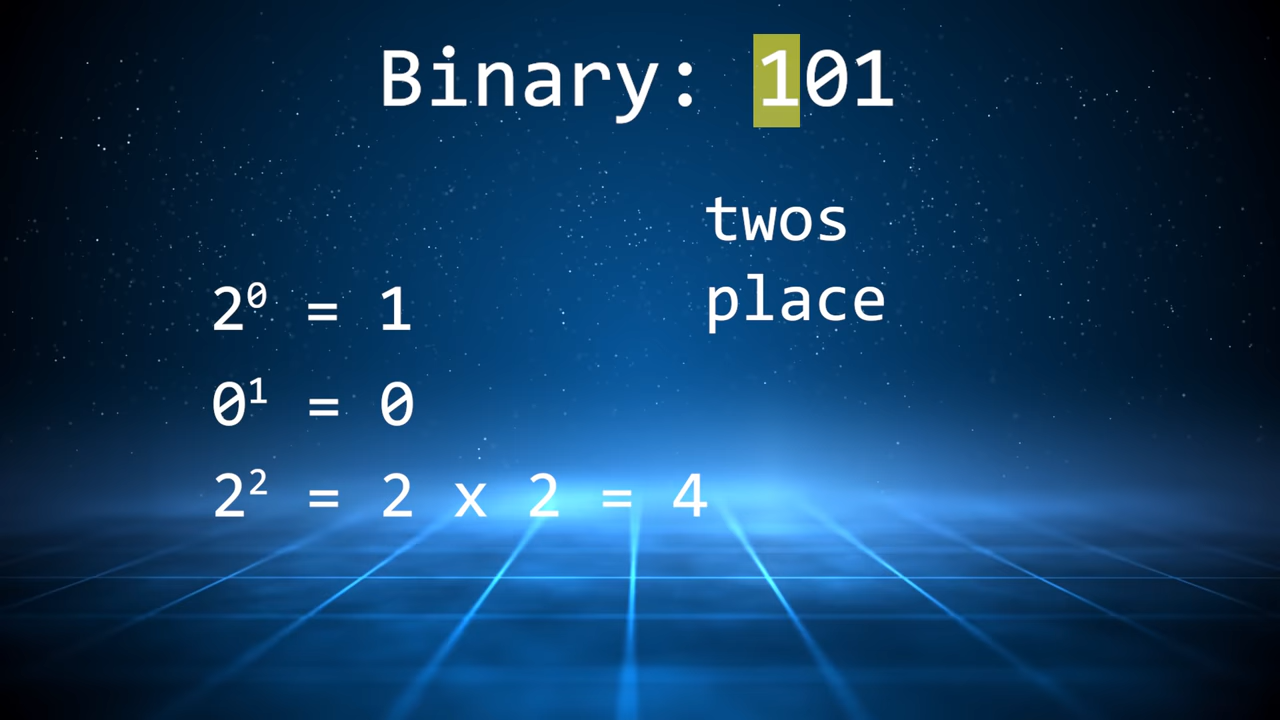 Binary: 101
twos
place
2⁰ = 1
0¹ = 0
2² = 2 x 2 = 4